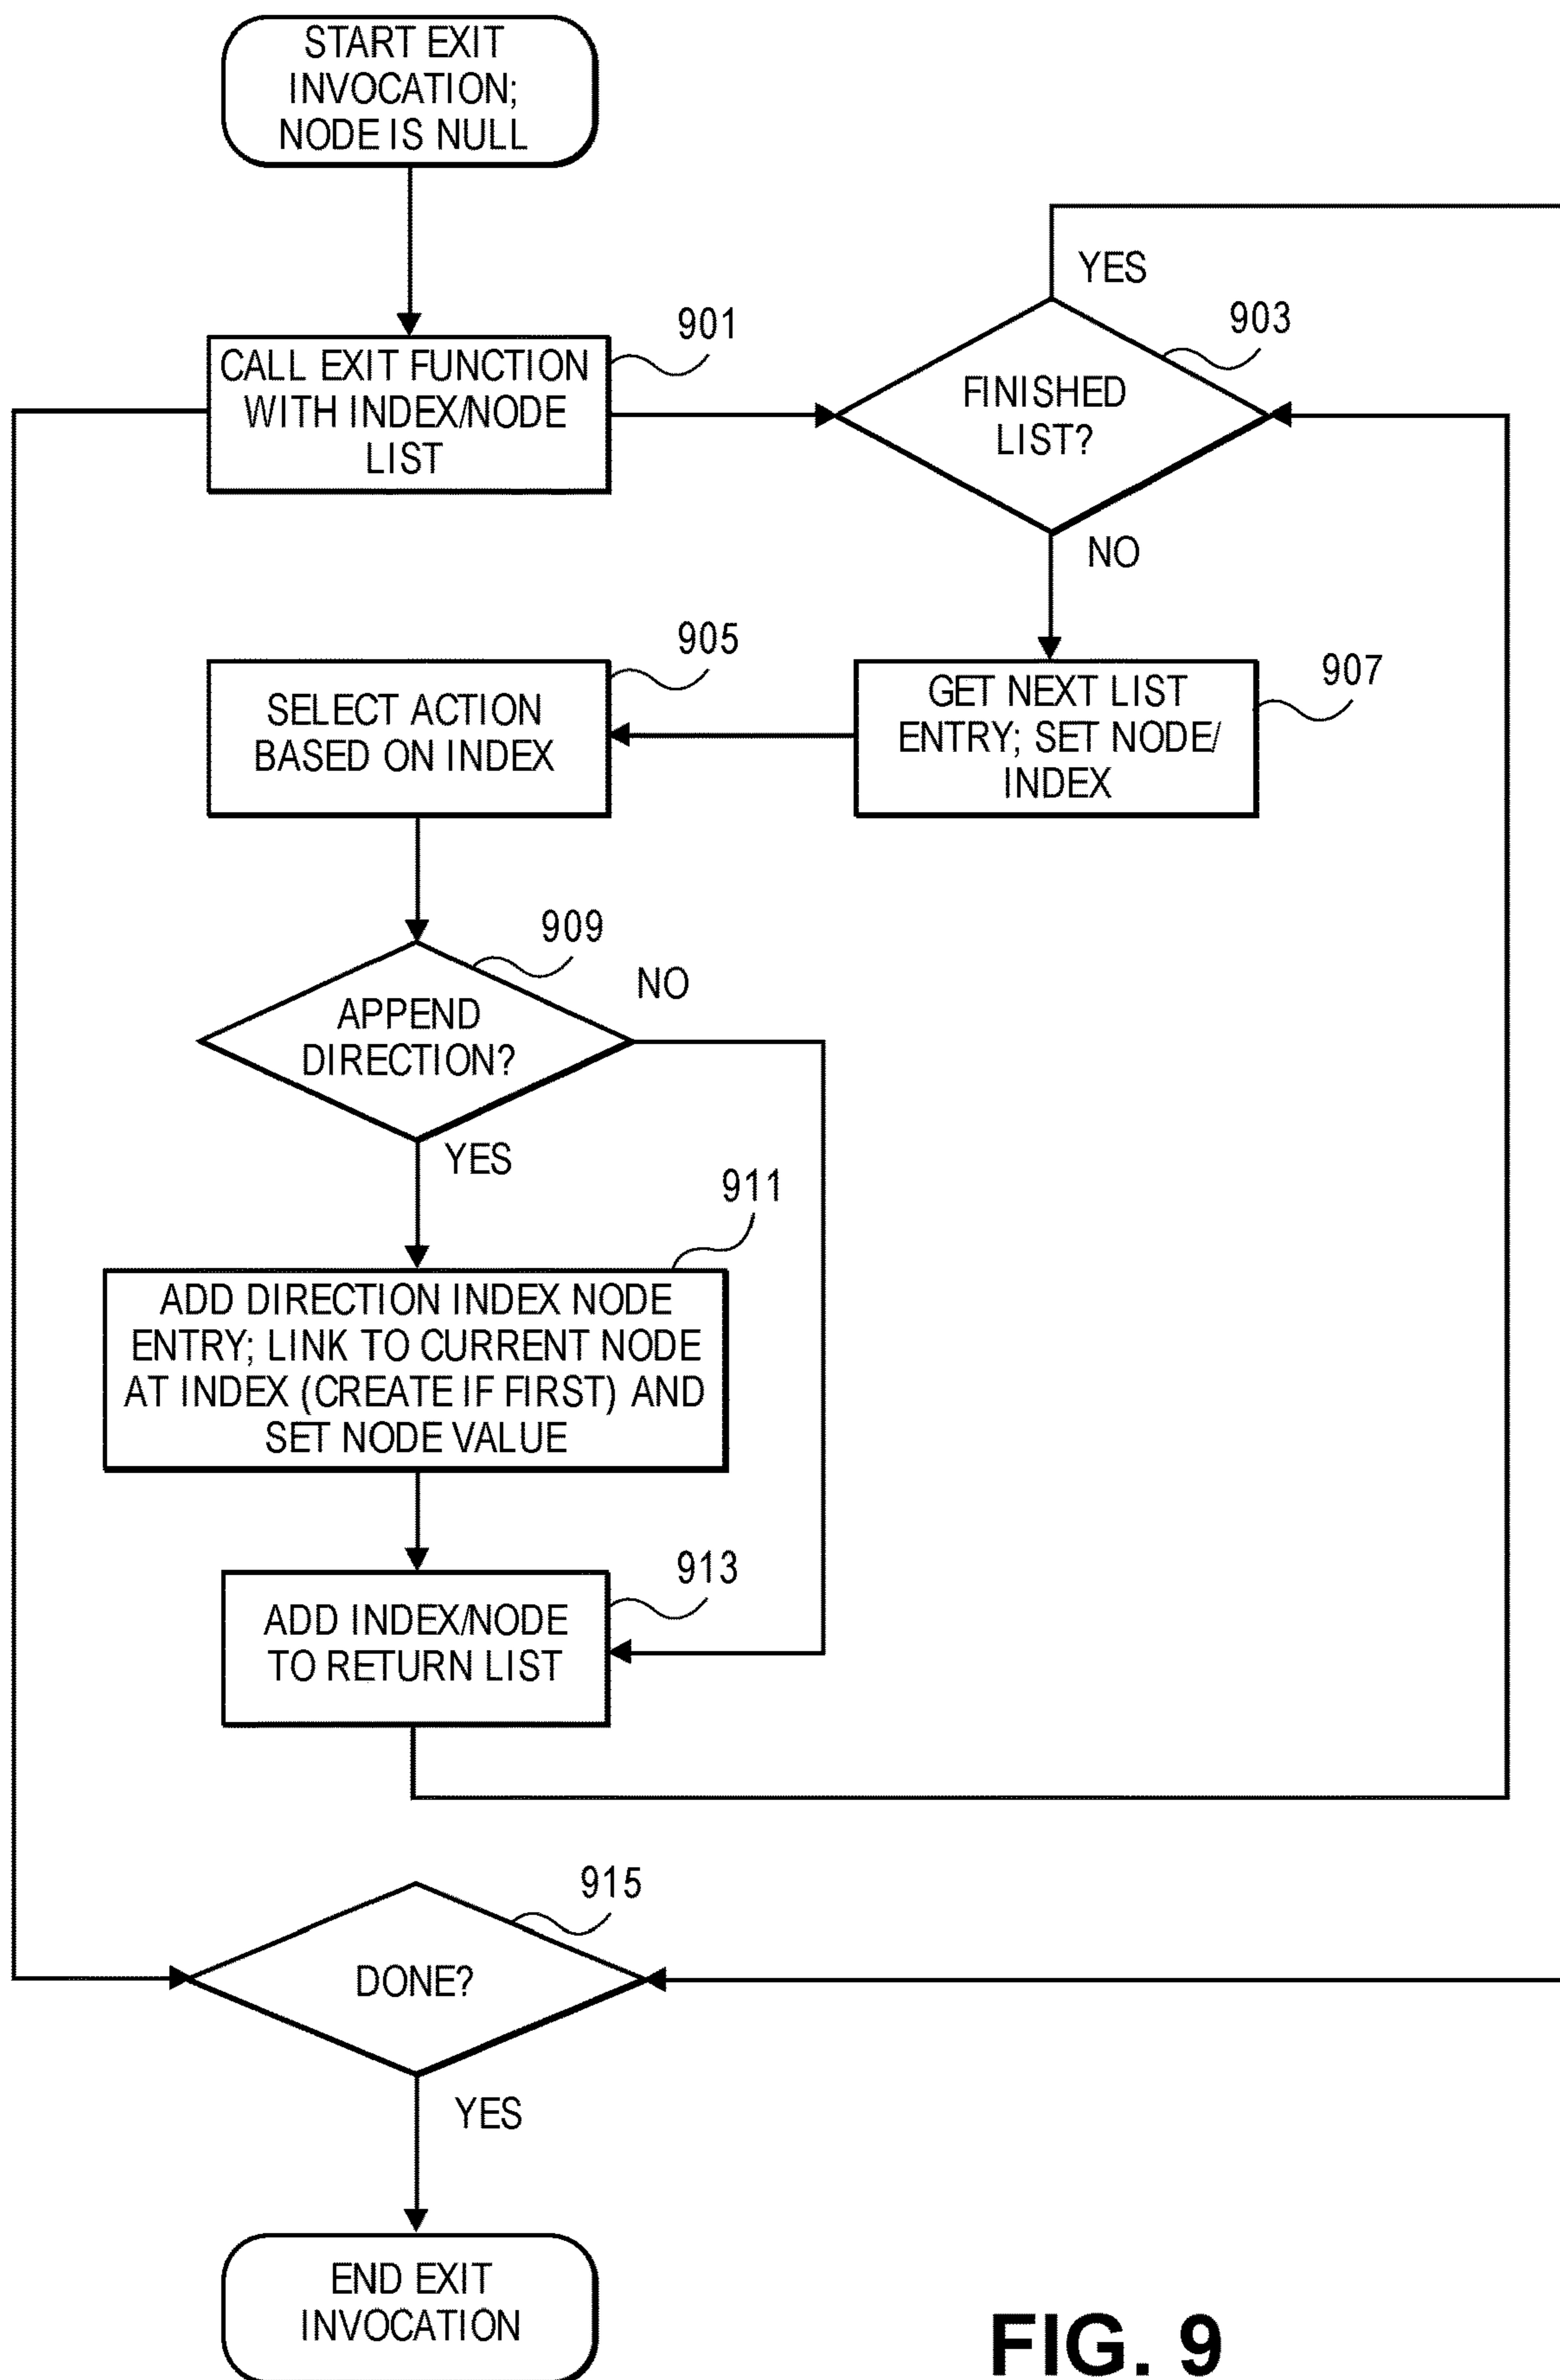 START EXIT
INVOCATION;
NODE IS NULL
YES
901
903
CALL EXIT FUNCTION
WITH INDEX/NODE
LIST
FINISHED
LIST?
NO
905
907
SELECT ACTION
BASED ON INDEX
GET NEXT LIST
ENTRY; SET NODE/
INDEX
909
NO
APPEND
DIRECTION?
YES
911
ADD DIRECTION INDEX NODE
ENTRY; LINK TO CURRENT NODE
AT INDEX (CREATE IF FIRST) AND
SET NODE VALUE
913
ADD INDEX/NODE
TO RETURN LIST
915
DONE?
YES
END EXIT
INVOCATION
FIG. 9